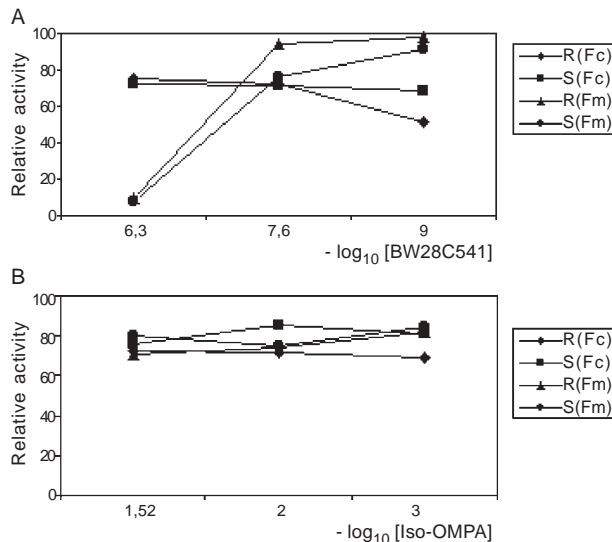 A
Relative activity
100
80
60
40
20
0
6,3 7,6 9
- log10 [BW28C541]
R(Fc)
S(Fc)
R(Fm)
S(Fm)
B
Relative activity
100
80
60
40
20
0
1,52 2 3
- log10 [Iso-OMPA]
R(Fc)
S(Fc)
R(Fm)
S(Fm)